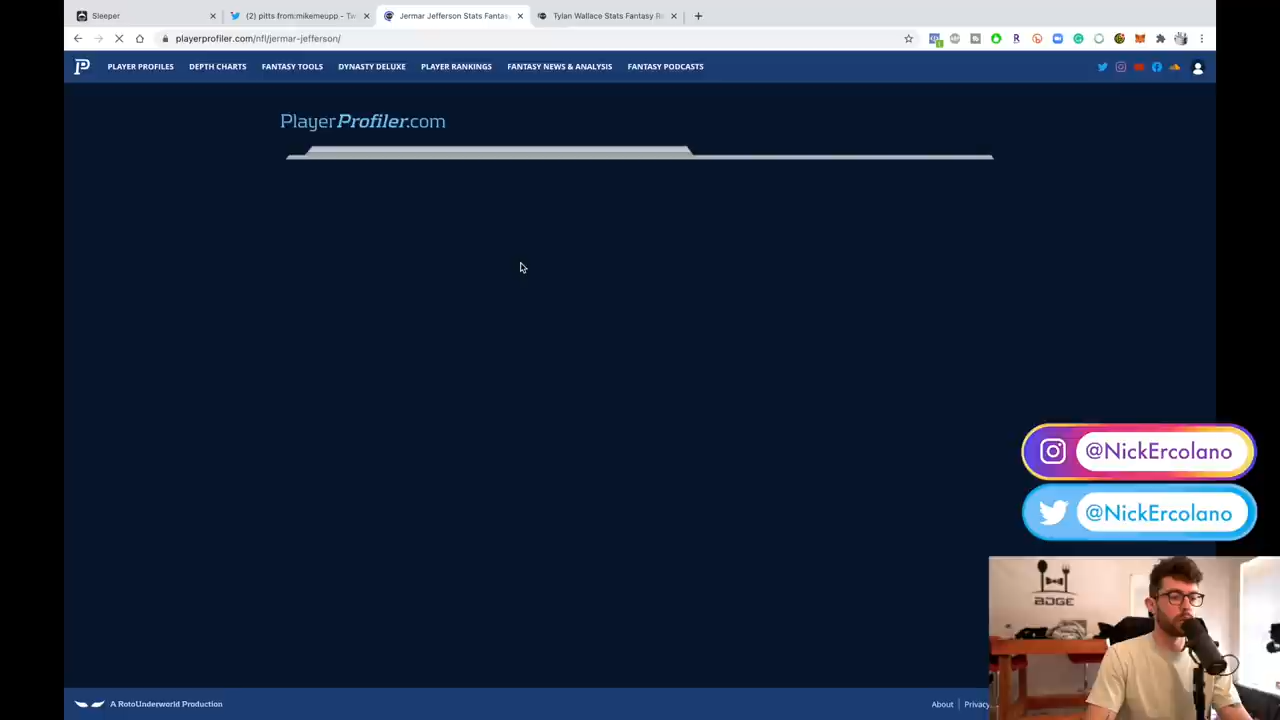 Sleeper
(2) pitts from:mikemeupp - Tw
Jermar Jefferson Stats Fantas
Tylan Wallace Stats Fantasy R
playerprofiler.com/nfl/jermar-jefferson/
PLAYER PROFILES
DEPTH CHARTS
FANTASY TOOLS
DYNASTY DELUXE
PLAYER RANKINGS
FANTASY NEWS & ANALYSIS
FANTASY PODCASTS
PlayerProfiler.com
@NickErcolano
@NickErcolano
BDGE
A RotoUnderworld Production
About
Privacy